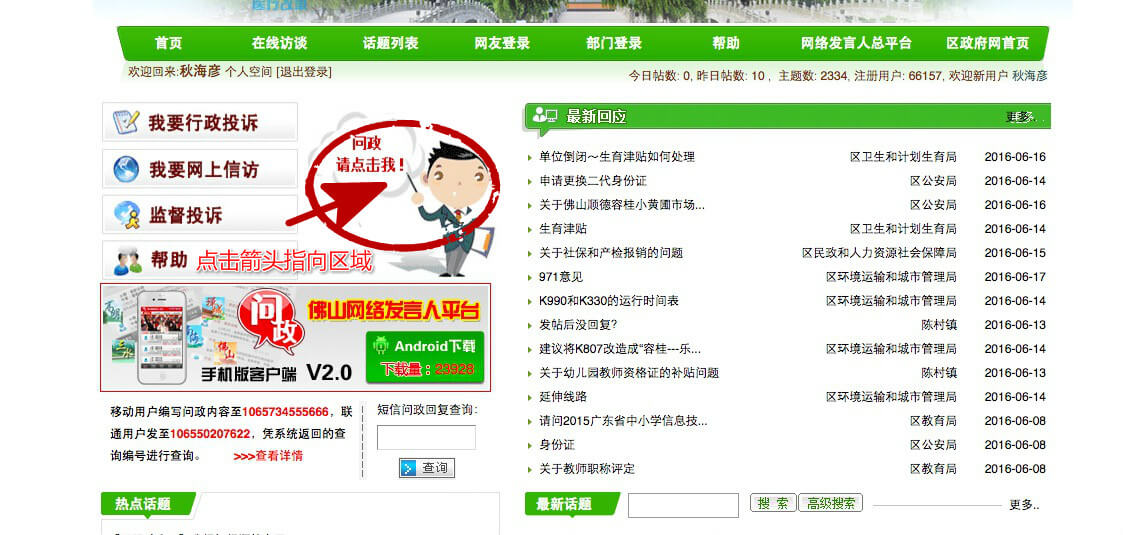 首页 在线访谈 话题列表 网友登录 部门登录 帮助 网络发言人总平台 区政府网首页
欢迎回来:秋海彦 个人空间 [退出登录]
今日帖数: 0, 昨日帖数: 10 , 主题数: 2334, 注册用户: 66157, 欢迎新用户 秋海彦
我要行政投诉
我要网上信访
监督投诉
帮助
问政
请点击我!
点击箭头指向区域
问政
佛山网络发言人平台
Android下载
下载量:23928
手机版客户端 V2.0
移动用户编写问政内容至1065734555666，联
通用户发至106550207622，凭系统返回的查
询编号进行查询。 >>>查看详情
短信问政回复查询:
查询
热点话题
最新回应 更多..
单位倒闭～生育津贴如何处理 区卫生和计划生育局 2016-06-16
申请更换二代身份证 区公安局 2016-06-14
关于佛山顺德容桂小黄圃市场... 区公安局 2016-06-16
生育津贴 区卫生和计划生育局 2016-06-14
关于社保和产检报销的问题 区民政和人力资源社会保障局 2016-06-15
971意见 区环境运输和城市管理局 2016-06-17
K990和K330的运行时间表 区环境运输和城市管理局 2016-06-14
发帖后没回复? 陈村镇 2016-06-13
建议将K807改造成“容桂---乐... 区环境运输和城市管理局 2016-06-14
关于幼儿园教师资格证的补贴问题 陈村镇 2016-06-13
延伸线路 区环境运输和城市管理局 2016-06-14
请问2015广东省中小学信息技... 区教育局 2016-06-08
身份证 区公安局 2016-06-08
关于教师职称评定 区教育局 2016-06-08
最新话题 搜 索 高级搜索 更多..